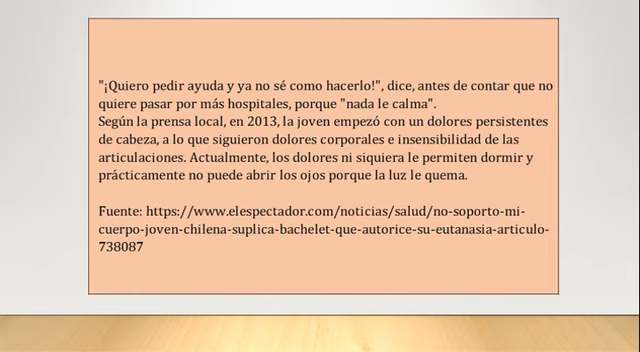 "¡Quiero pedir ayuda y ya no sé como hacerlo!", dice, antes de contar que no
quiere pasar por más hospitales, porque "nada le calma".
Según la prensa local, en 2013, la joven empezó con un dolores persistentes
de cabeza, a lo que siguieron dolores corporales e insensibilidad de las
articulaciones. Actualmente, los dolores ni siquiera le permiten dormir y
prácticamente no puede abrir los ojos porque la luz le quema.
Fuente: https://www.elespectador.com/noticias/salud/no-soporto-mi-
cuerpo-joven-chilena-suplica-bachelet-que-autorice-su-eutanasia-articulo-
738087